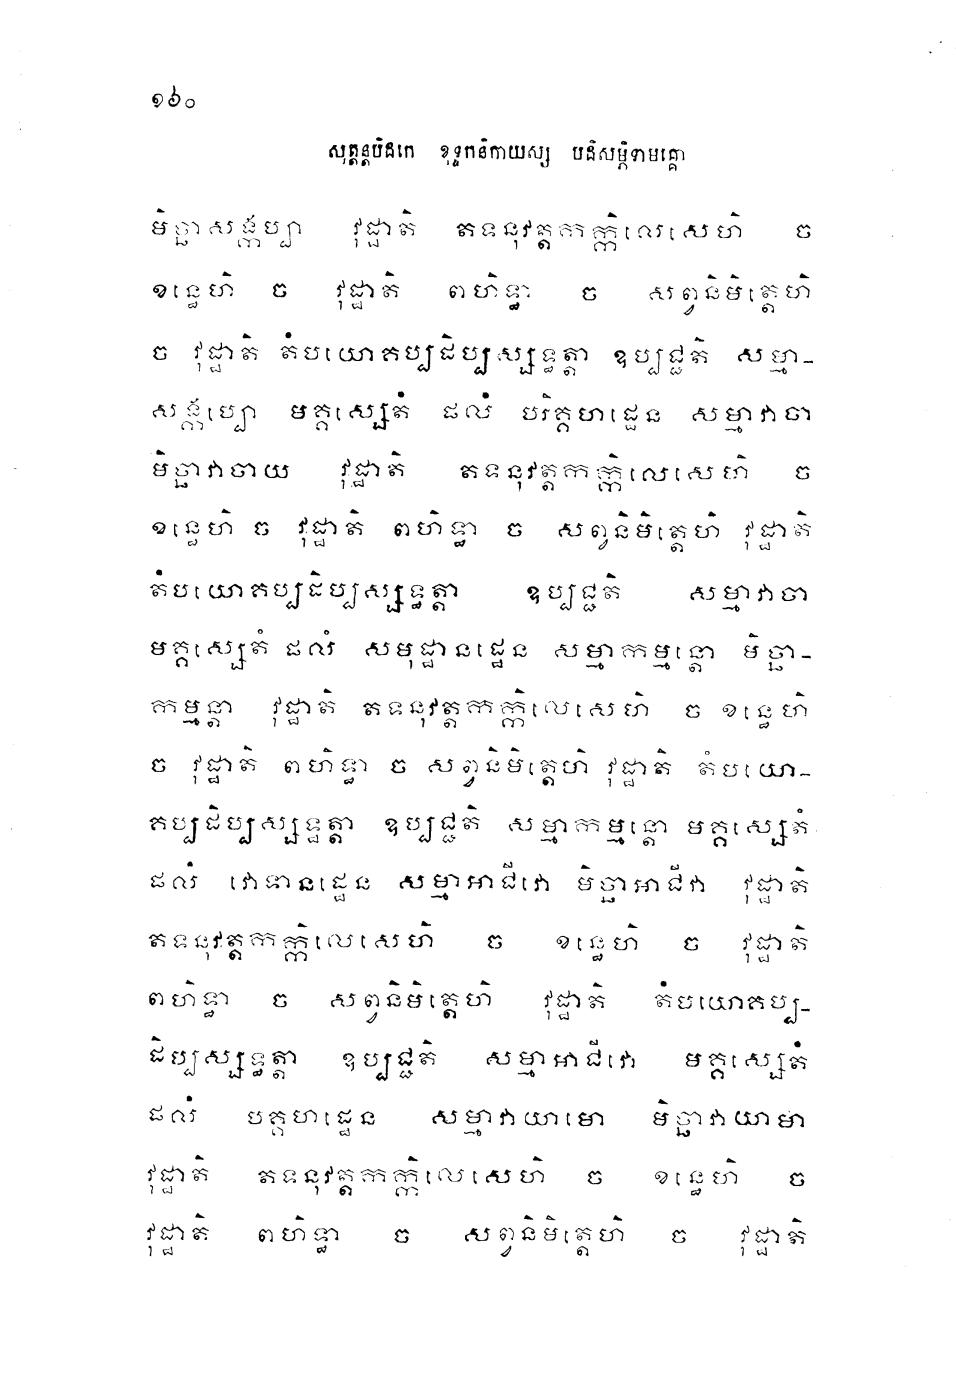 ១៦០
សុត្តន្តបិដកេ ខុទ្ទកនិកាយស្ស បដិសម្ភិទាមគ្គោ
មិច្ឆាសង្កប្បា វុដ្ឋាតិ តទនុវត្តកកិលេសេហិ ច
ខន្ធេហិ ច វុដ្ឋាតិ ពហិទ្ធា ច សព្វនិមិត្តេហិ
ច វុដ្ឋាតិ តំបយោគប្បដិប្បស្សទ្ធត្តា ឧប្បជ្ជតិ សម្មា-
សង្កប្បោ មគ្គស្សេតំ ផលំ បរិគ្គហដ្ឋេន សម្មាវាចា
មិច្ឆាវាចាយ វុដ្ឋាតិ តទនុវត្តកកិលេសេហិ ច
ខន្ធេហិ ច វុដ្ឋាតិ ពហិទ្ធា ច សព្វនិមិត្តេហិ វុដ្ឋាតិ
តំបយោគប្បដិប្បស្សទ្ធត្តា ឧប្បជ្ជតិ សម្មាវាចា
មគ្គស្សេតំ ផលំ សមុដ្ឋានដ្ឋេន សម្មាកម្មន្តោ មិច្ឆា-
កម្មន្តា វុដ្ឋាតិ តទនុវត្តកកិលេសេហិ ច ខន្ធេហិ
ច វុដ្ឋាតិ ពហិទ្ធា ច សព្វនិមិត្តេហិ វុដ្ឋាតិ តំបយោ-
គប្បដិប្បស្សទ្ធត្តា ឧប្បជ្ជតិ សម្មាកម្មន្តោ មគ្គស្សេតំ
ផលំ វោទានដ្ឋេន សម្មាអាជីវោ មិច្ឆាអាជីវា វុដ្ឋាតិ
តទនុវត្តកកិលេសេហិ ច ខន្ធេហិ ច វុដ្ឋាតិ
ពហិទ្ធា ច សព្វនិមិត្តេហិ វុដ្ឋាតិ តំបយោគប្ប-
ដិប្បស្សទ្ធត្តា ឧប្បជ្ជតិ សម្មាអាជីវោ មគ្គស្សេតំ
ផលំ បគ្គហដ្ឋេន សម្មាវាយាមោ មិច្ឆាវាយាមា
វុដ្ឋាតិ តទនុវត្តកកិលេសេហិ ច ខន្ធេហិ ច
វុដ្ឋាតិ ពហិទ្ធា ច សព្វនិមិត្តេហិ ច វុដ្ឋាតិ